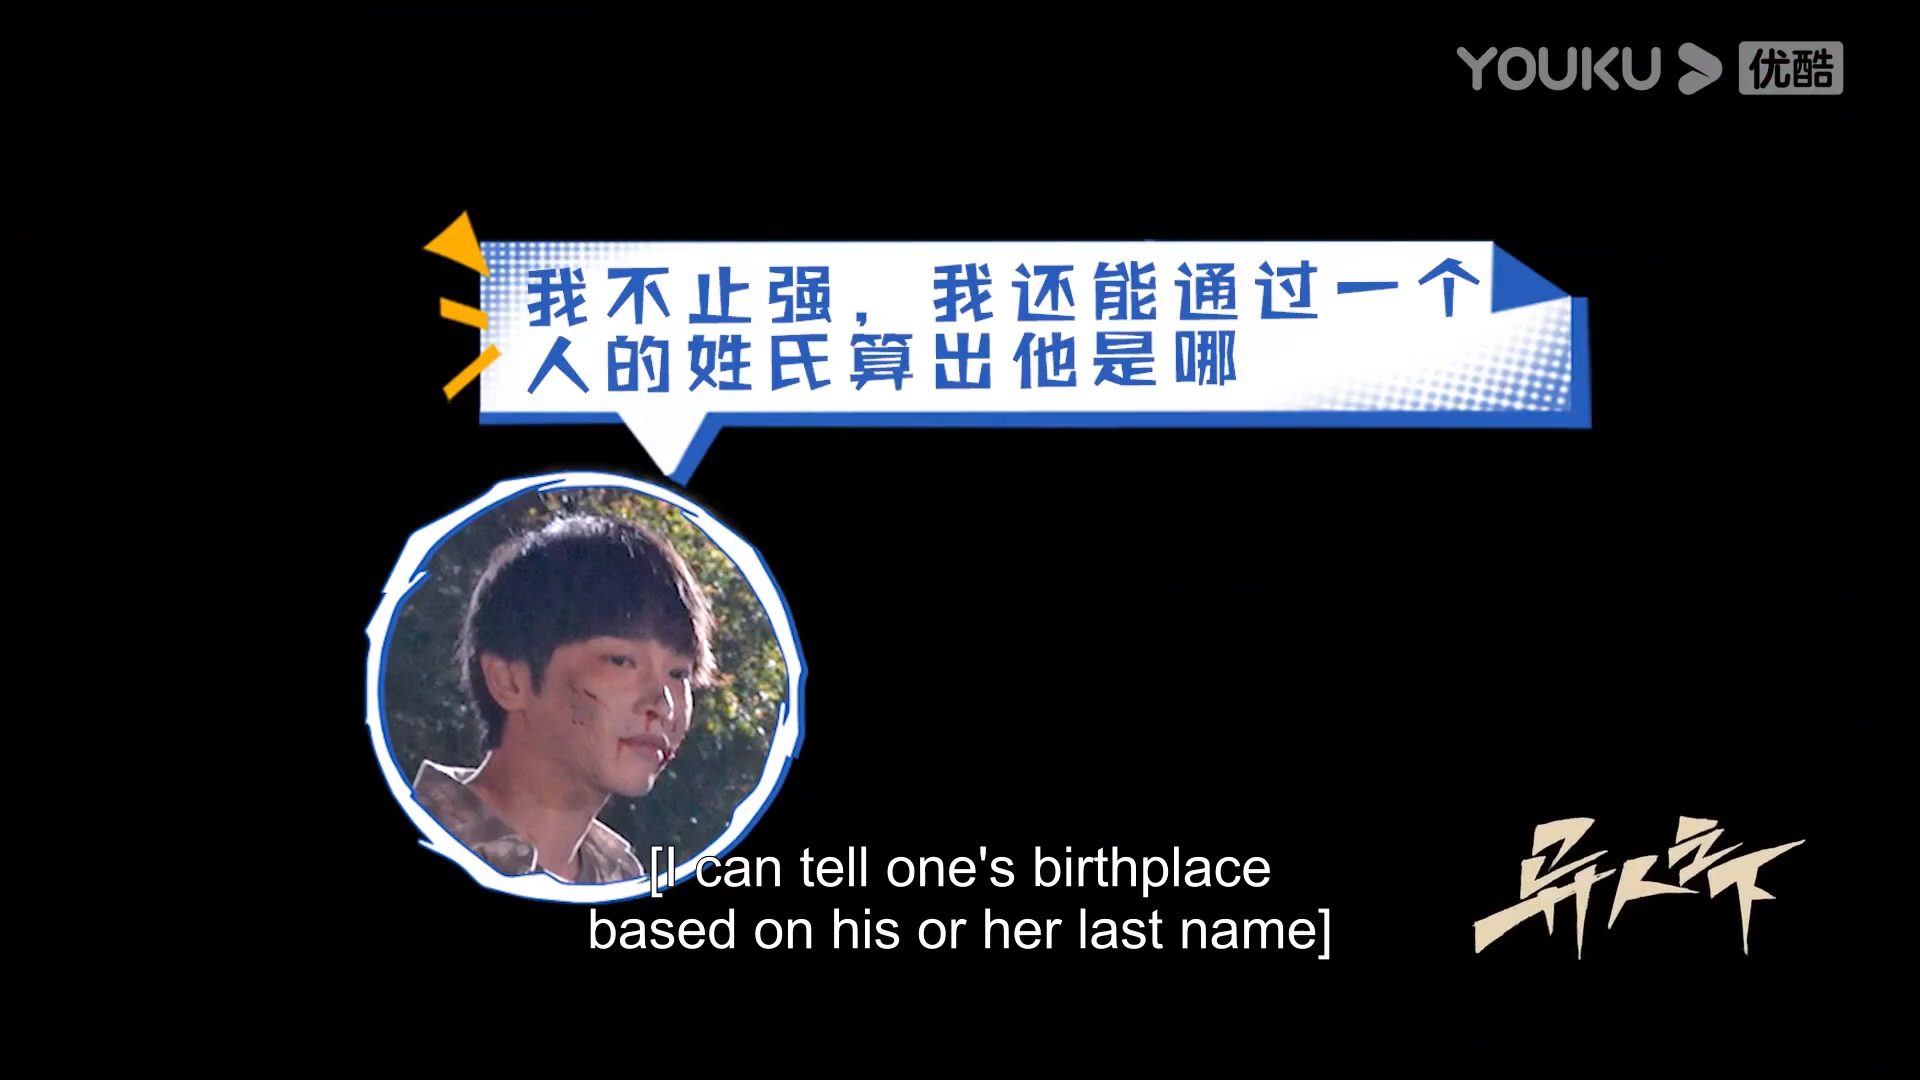 YOUKU 优酷
我不止强，我还能通过一个
人的姓氏算出他是哪
[I can tell one's birthplace
based on his or her last name]
异人之下